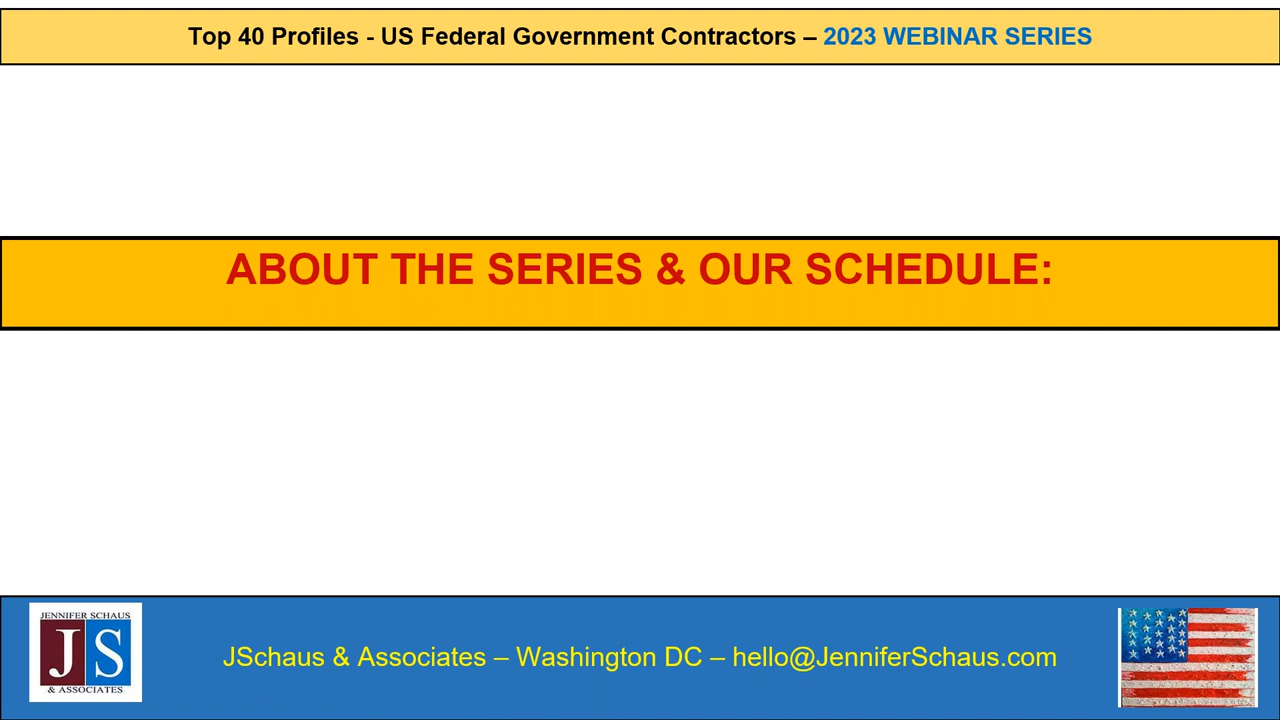 Top 40 Profiles - US Federal Government Contractors – 2023 WEBINAR SERIES
ABOUT THE SERIES & OUR SCHEDULE:
JENNIFER SCHAUS
JS
& ASSOCIATES
JSchaus & Associates – Washington DC – hello@JenniferSchaus.com